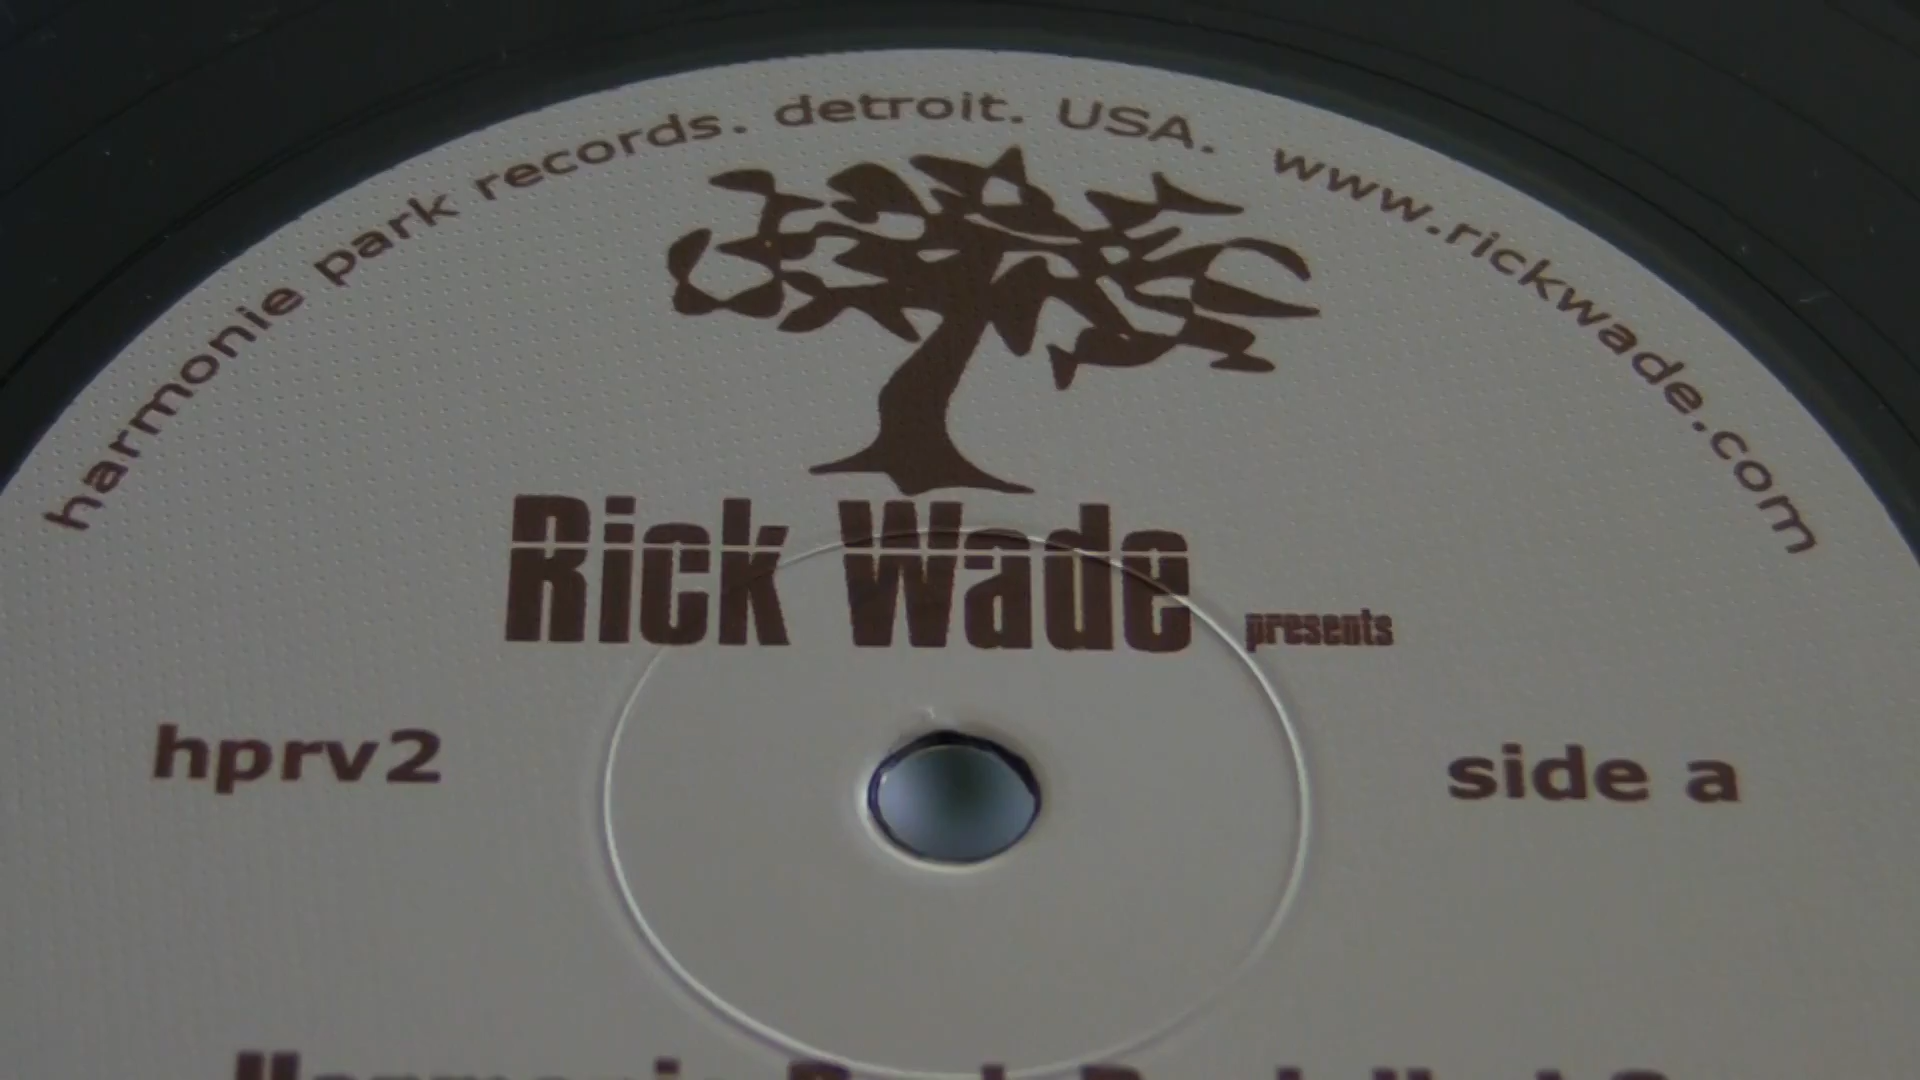 harmonie park records. detroit. USA. www.rickwade.com
Rick Wade presents
hprv2
side a